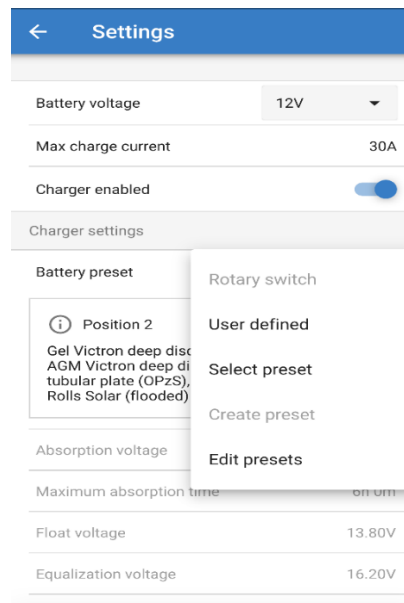 Settings
Battery voltage 12V
Max charge current 30A
Charger enabled
Charger settings
Battery preset
Rotary switch
User defined
Select preset
Create preset
Edit presets
Position 2
Gel Victron deep disc
AGM Victron deep di
tubular plate (OPzS),
Rolls Solar (flooded)
Absorption voltage
Maximum absorption time 6h 0m
Float voltage 13.80V
Equalization voltage 16.20V